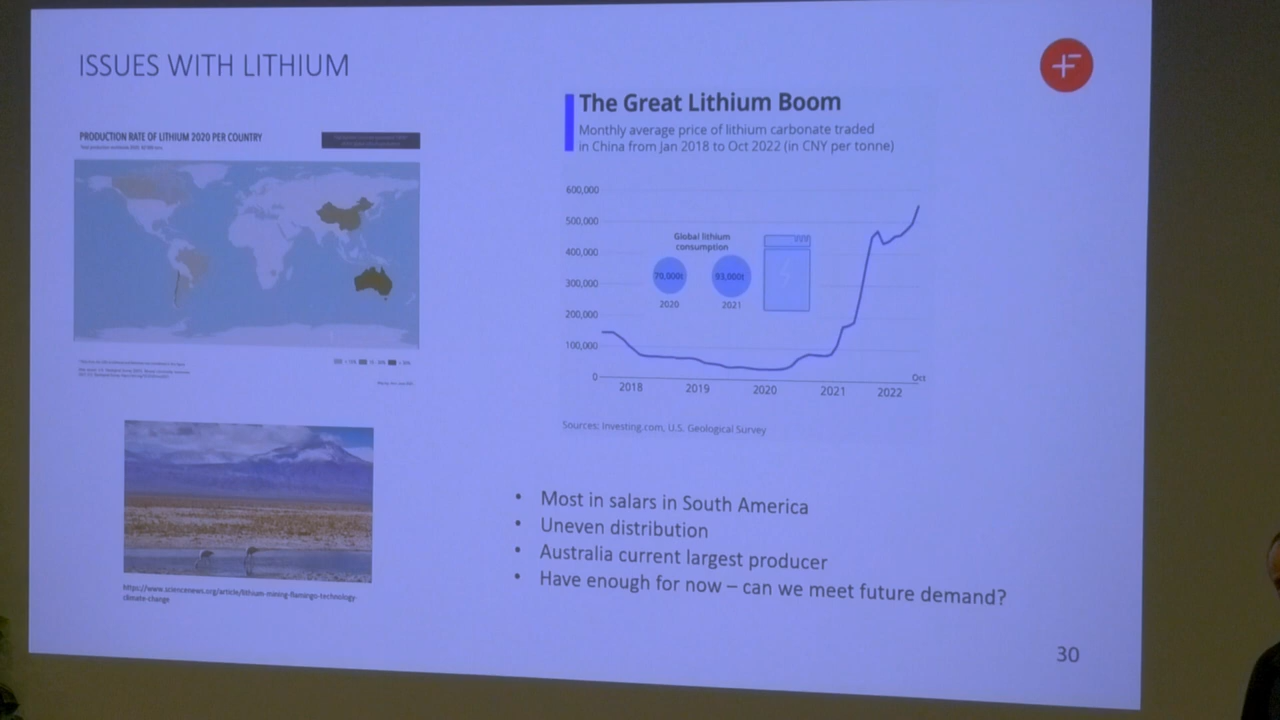 ISSUES WITH LITHIUM
PRODUCTION RATE OF LITHIUM 2020 PER COUNTRY
The Great Lithium Boom
Monthly average price of lithium carbonate traded
in China from Jan 2018 to Oct 2022 (in CNY per tonne)
600,000
500,000
400,000
300,000
200,000
100,000
0
Global lithium
consumption
70,000t
93,000t
2020
2021
2018
2019
2020
2021
2022
Oct
Sources: Investing.com, U.S. Geological Survey
https://www.sciencenews.org/article/lithium-mining-flamingo-technology-
climate-change
• Most in salars in South America
• Uneven distribution
• Australia current largest producer
• Have enough for now – can we meet future demand?
30